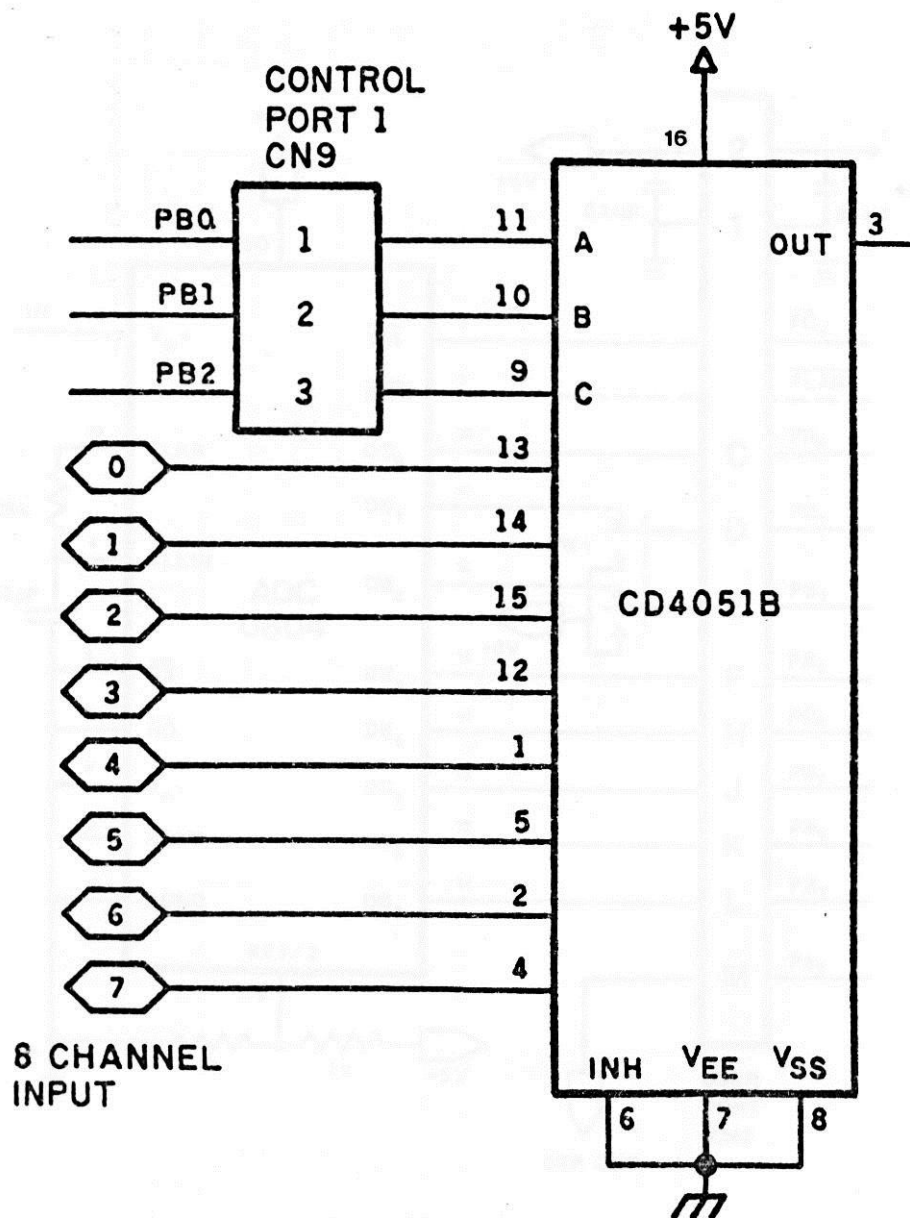 +5V
CONTROL
PORT 1
CN9
16
PB0 1 11 A OUT 3
PB1 2 10 B
PB2 3 9 C
0 13
1 14
2 15
CD4051B
3 12
4 1
5 5
6 2
7 4
8 CHANNEL
INPUT
INH VEE VSS
6 7 8